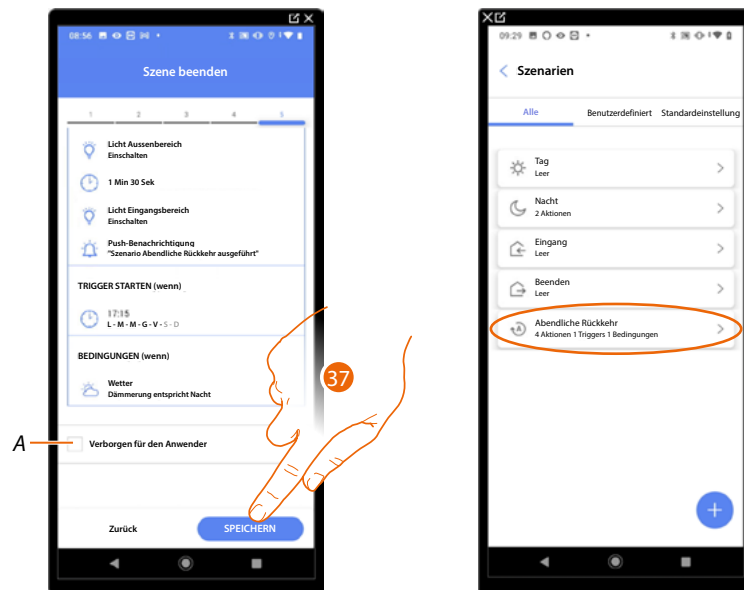 08:56
Szene beenden
1 2 3 4 5
Licht Aussenbereich
Einschalten
1 Min 30 Sek
Licht Eingangsbereich
Einschalten
Push-Benachrichtigung
"Szenario Abendliche Rückkehr ausgeführt"
TRIGGER STARTEN (wenn)
17:15
L - M - M - G - V - S - D
BEDINGUNGEN (wenn)
Wetter
Dämmerung entspricht Nacht
A
Verborgen für den Anwender
Zurück
SPEICHERN
37
09:29
Szenarien
Alle
Benutzerdefiniert
Standardeinstellung
Tag
Leer
Nacht
2 Aktionen
Eingang
Leer
Beenden
Leer
Abendliche Rückkehr
4 Aktionen 1 Triggers 1 Bedingungen